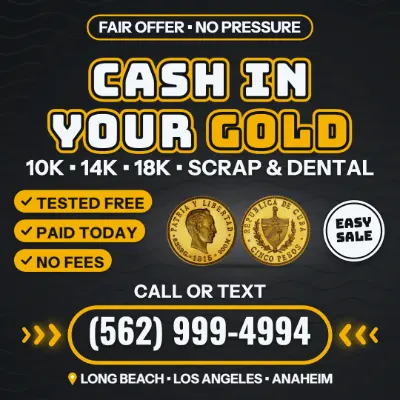 FAIR OFFER ▪ NO PRESSURE
CASH IN
YOUR GOLD
10K ▪ 14K ▪ 18K ▪ SCRAP & DENTAL
✓ TESTED FREE
✓ PAID TODAY
✓ NO FEES
PATRIA Y LIBERTAD
1915
REPUBLICA DE CUBA
CINCO PESOS
EASY
SALE
CALL OR TEXT
(562) 999-4994
LONG BEACH ▪ LOS ANGELES ▪ ANAHEIM